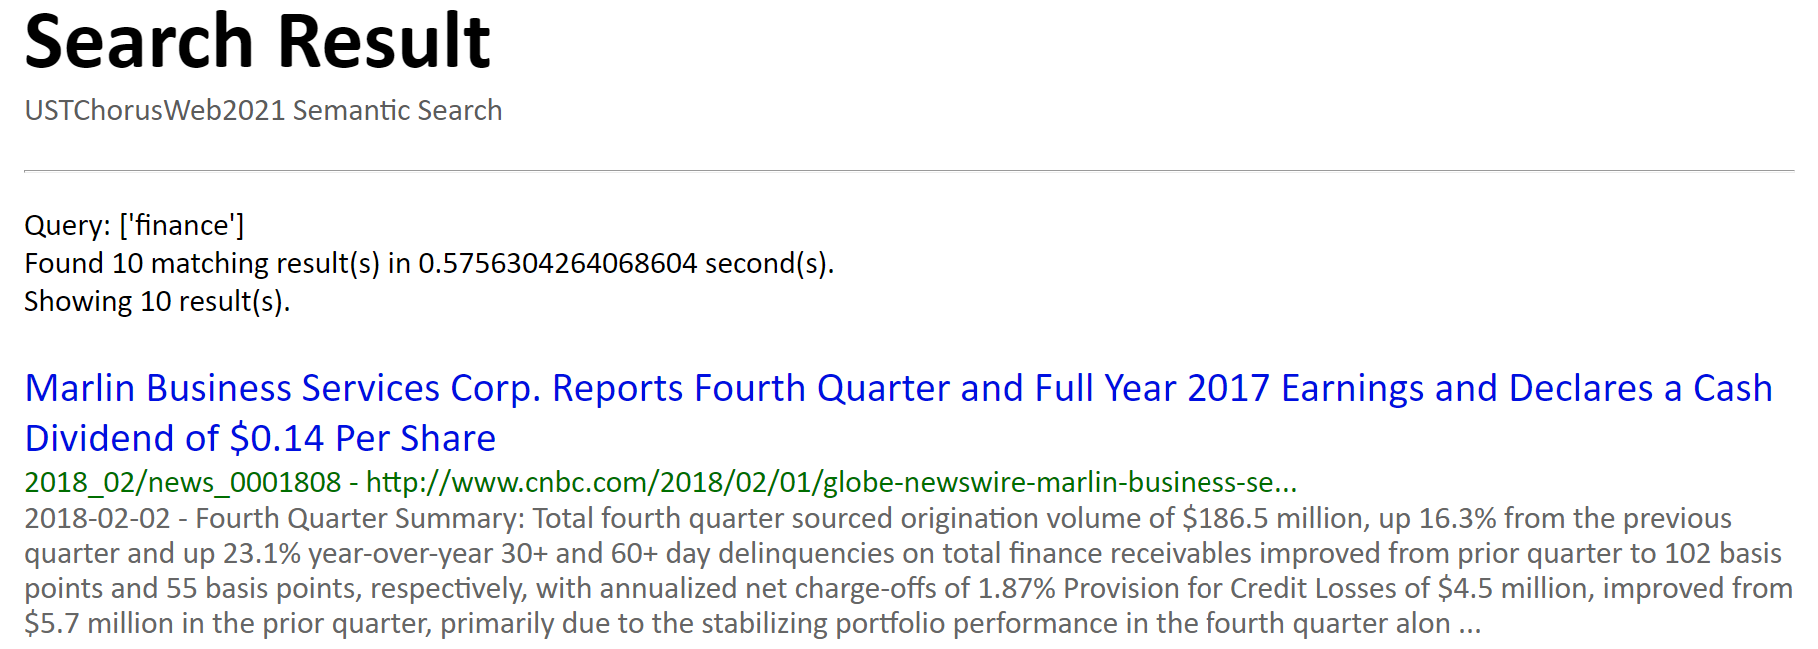 Search Result
USTChorusWeb2021 Semantic Search
Query: ['finance']
Found 10 matching result(s) in 0.5756304264068604 second(s).
Showing 10 result(s).
Marlin Business Services Corp. Reports Fourth Quarter and Full Year 2017 Earnings and Declares a Cash
Dividend of $0.14 Per Share
2018_02/news_0001808 - http://www.cnbc.com/2018/02/01/globe-newswire-marlin-business-se...
2018-02-02 - Fourth Quarter Summary: Total fourth quarter sourced origination volume of $186.5 million, up 16.3% from the previous
quarter and up 23.1% year-over-year 30+ and 60+ day delinquencies on total finance receivables improved from prior quarter to 102 basis
points and 55 basis points, respectively, with annualized net charge-offs of 1.87% Provision for Credit Losses of $4.5 million, improved from
$5.7 million in the prior quarter, primarily due to the stabilizing portfolio performance in the fourth quarter alon ...